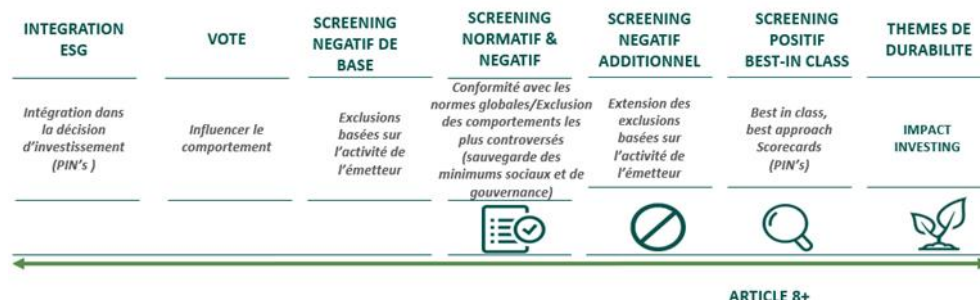 INTEGRATION
ESG
VOTE
SCREENING
NEGATIF DE
BASE
SCREENING
NORMATIF &
NEGATIF
SCREENING
NEGATIF
ADDITIONNEL
SCREENING
POSITIF
BEST-IN CLASS
THEMES DE
DURABILITE
Intégration dans
la décision
d'investissement
(PIN's )
Influencer le
comportement
Exclusions
basées sur
l'activité de
l'émetteur
Conformité avec les
normes globales/Exclusion
des comportements les
plus controversés
(sauvegarde des
minimums sociaux et de
gouvernance)
Extension des
exclusions
basées sur
l'activité de
l'émetteur
Best in class,
best approach
Scorecards
(PIN's)
IMPACT
INVESTING
ARTICLE 8+